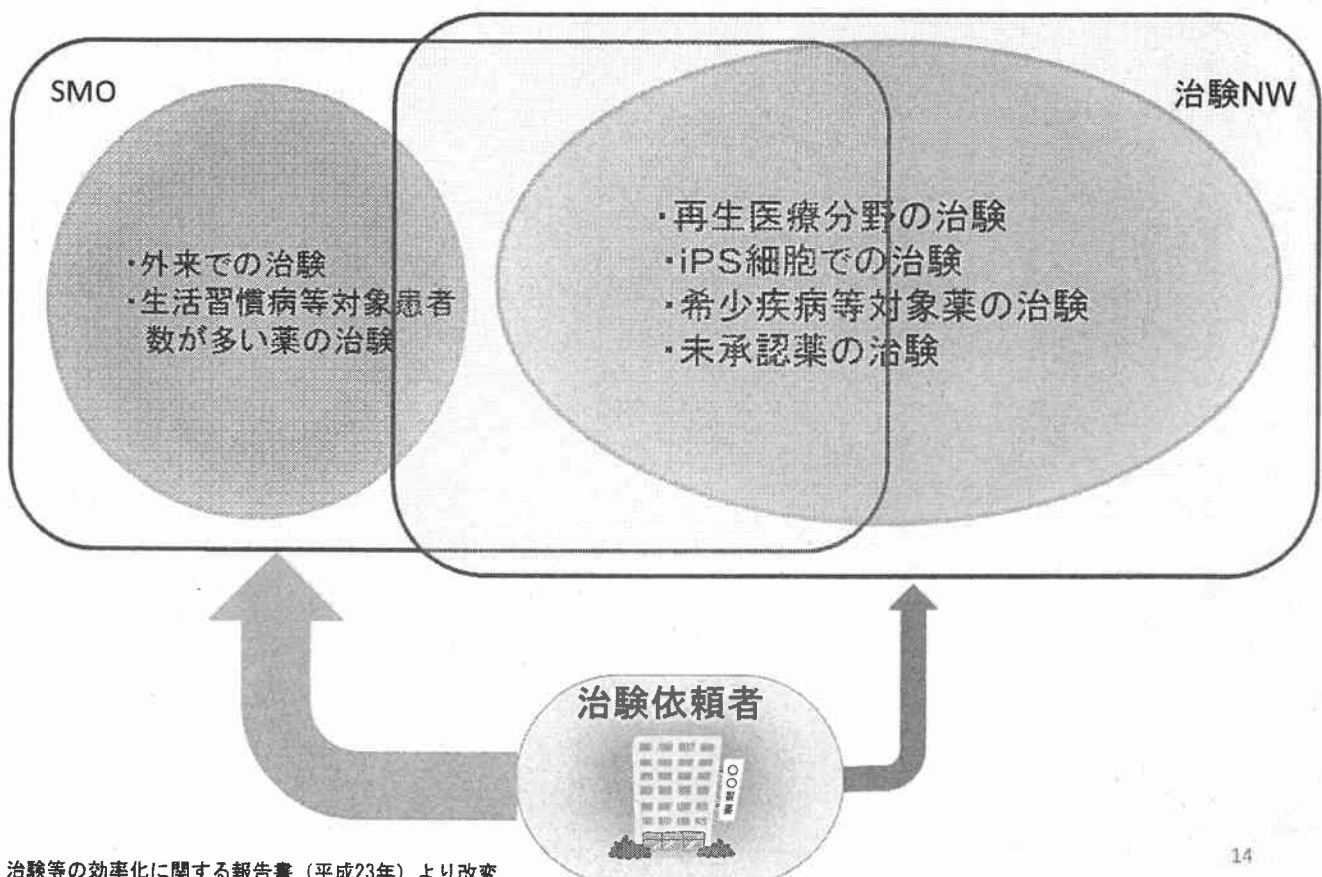 SMO
治験NW
・外来での治験
・生活習慣病等対象患者
数が多い薬の治験
・再生医療分野の治験
・iPS細胞での治験
・希少疾病等対象薬の治験
・未承認薬の治験
治験依頼者
〇〇製薬
治験等の効率化に関する報告書（平成23年）より改変
14